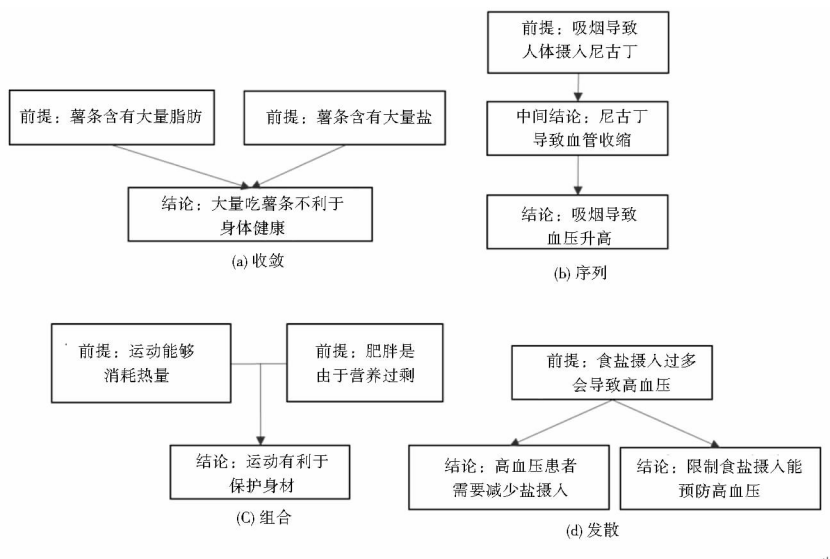 前提：薯条含有大量脂肪
前提：薯条含有大量盐
结论：大量吃薯条不利于
身体健康
(a) 收敛
前提：吸烟导致
人体摄入尼古丁
中间结论：尼古丁
导致血管收缩
结论：吸烟导致
血压升高
(b) 序列
前提：运动能够
消耗热量
前提：肥胖是
由于营养过剩
结论：运动有利于
保护身材
(C) 组合
前提：食盐摄入过多
会导致高血压
结论：高血压患者
需要减少盐摄入
结论：限制食盐摄入能
预防高血压
(d) 发散